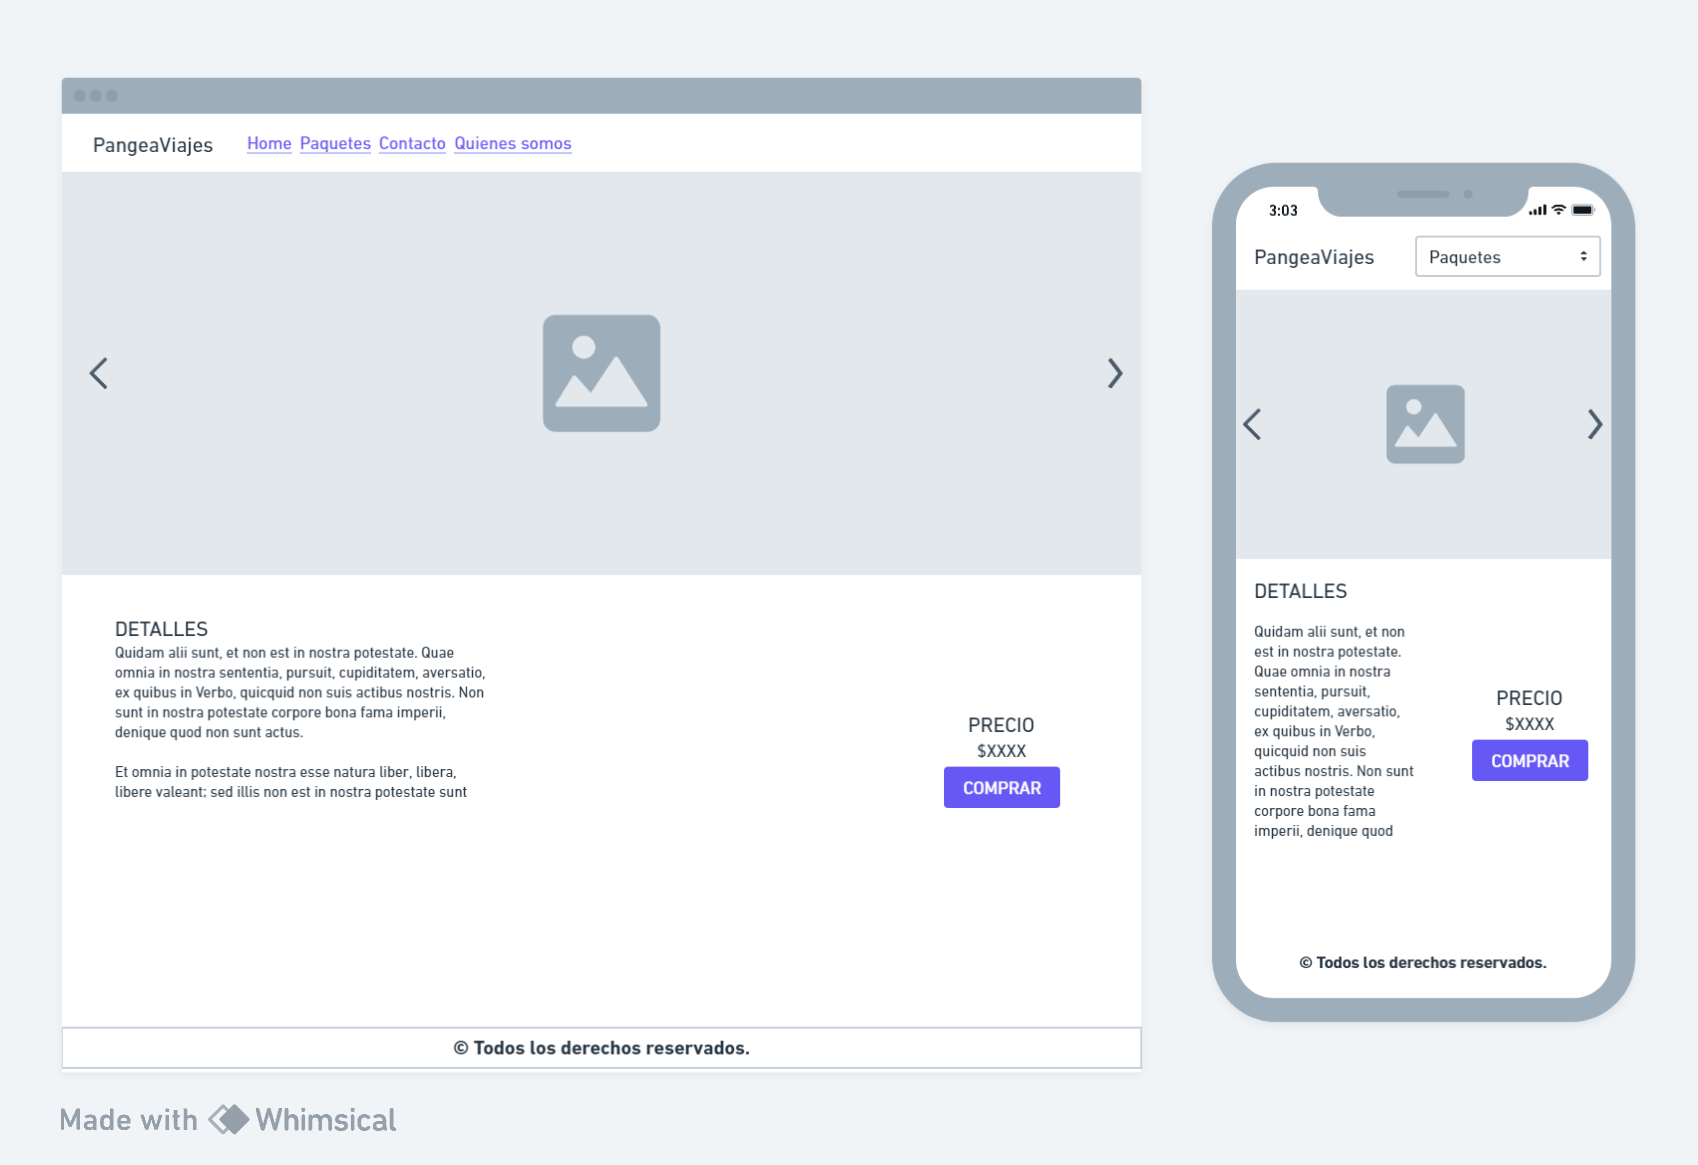 PangeaViajes Home Paquetes Contacto Quienes somos
DETALLES
Quidam alii sunt, et non est in nostra potestate. Quae
omnia in nostra sententia, pursuit, cupiditatem, aversatio,
ex quibus in Verbo, quicquid non suis actibus nostris. Non
sunt in nostra potestate corpore bona fama imperii,
denique quod non sunt actus.
Et omnia in potestate nostra esse natura liber, libera,
libere valeant; sed illis non est in nostra potestate sunt
PRECIO
$XXXX
COMPRAR
© Todos los derechos reservados.
3:03
PangeaViajes Paquetes
DETALLES
Quidam alii sunt, et non
est in nostra potestate.
Quae omnia in nostra
sententia, pursuit,
cupiditatem, aversatio,
ex quibus in Verbo,
quicquid non suis
actibus nostris. Non sunt
in nostra potestate
corpore bona fama
imperii, denique quod
PRECIO
$XXXX
COMPRAR
© Todos los derechos reservados.
Made with Whimsical